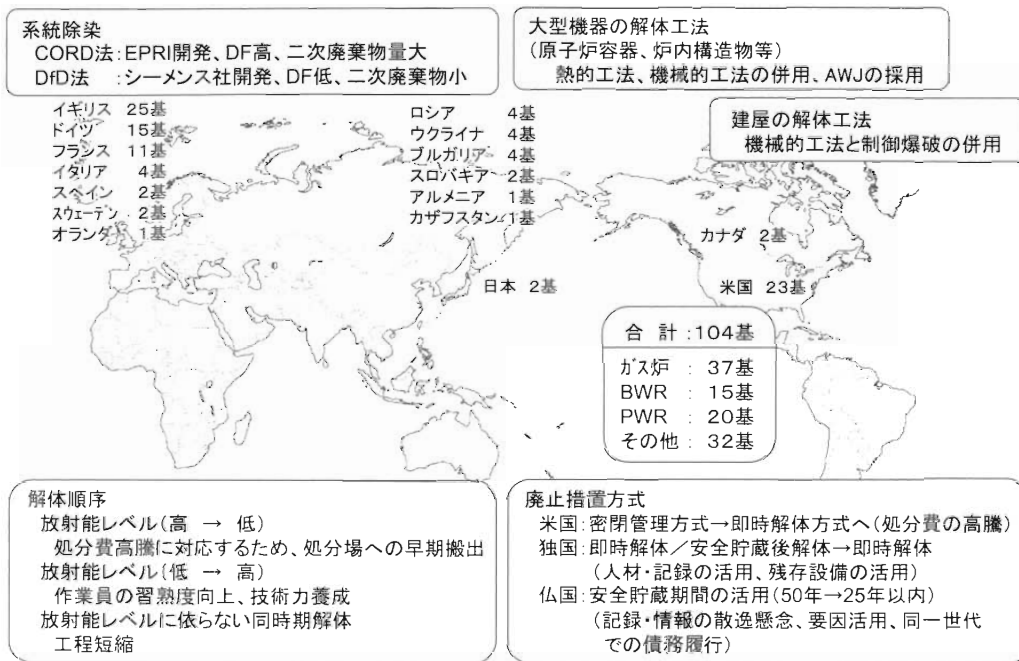 系統除染
CORD法:EPRI開発、DF高、二次廃棄物量大
DfD法 :シーメンス社開発、DF低、二次廃棄物小
大型機器の解体工法
(原子炉容器、炉内構造物等)
熱的工法、機械的工法の併用、AWJの採用
建屋の解体工法
機械的工法と制御爆破の併用
イギリス 25基
ドイツ 15基
フランス 11基
イタリア 4基
スペイン 2基
スウェーデン 2基
オランダ 1基
ロシア 4基
ウクライナ 4基
ブルガリア 4基
スロバキア 2基
アルメニア 1基
カザフスタン 1基
日本 2基
カナダ 2基
米国 23基
合 計 :104基
ガス炉 : 37基
BWR : 15基
PWR : 20基
その他 : 32基
解体順序
放射能レベル(高 → 低)
処分費高騰に対応するため、処分場への早期搬出
放射能レベル(低 → 高)
作業員の習熟度向上、技術力養成
放射能レベルに依らない同時期解体
工程短縮
廃止措置方式
米国:密閉管理方式→即時解体方式へ(処分費の高騰)
独国:即時解体/安全貯蔵後解体→即時解体
(人材・記録の活用、残存設備の活用)
仏国:安全貯蔵期間の活用(50年→25年以内)
(記録・情報の散逸懸念、要因活用、同一世代
での債務履行)